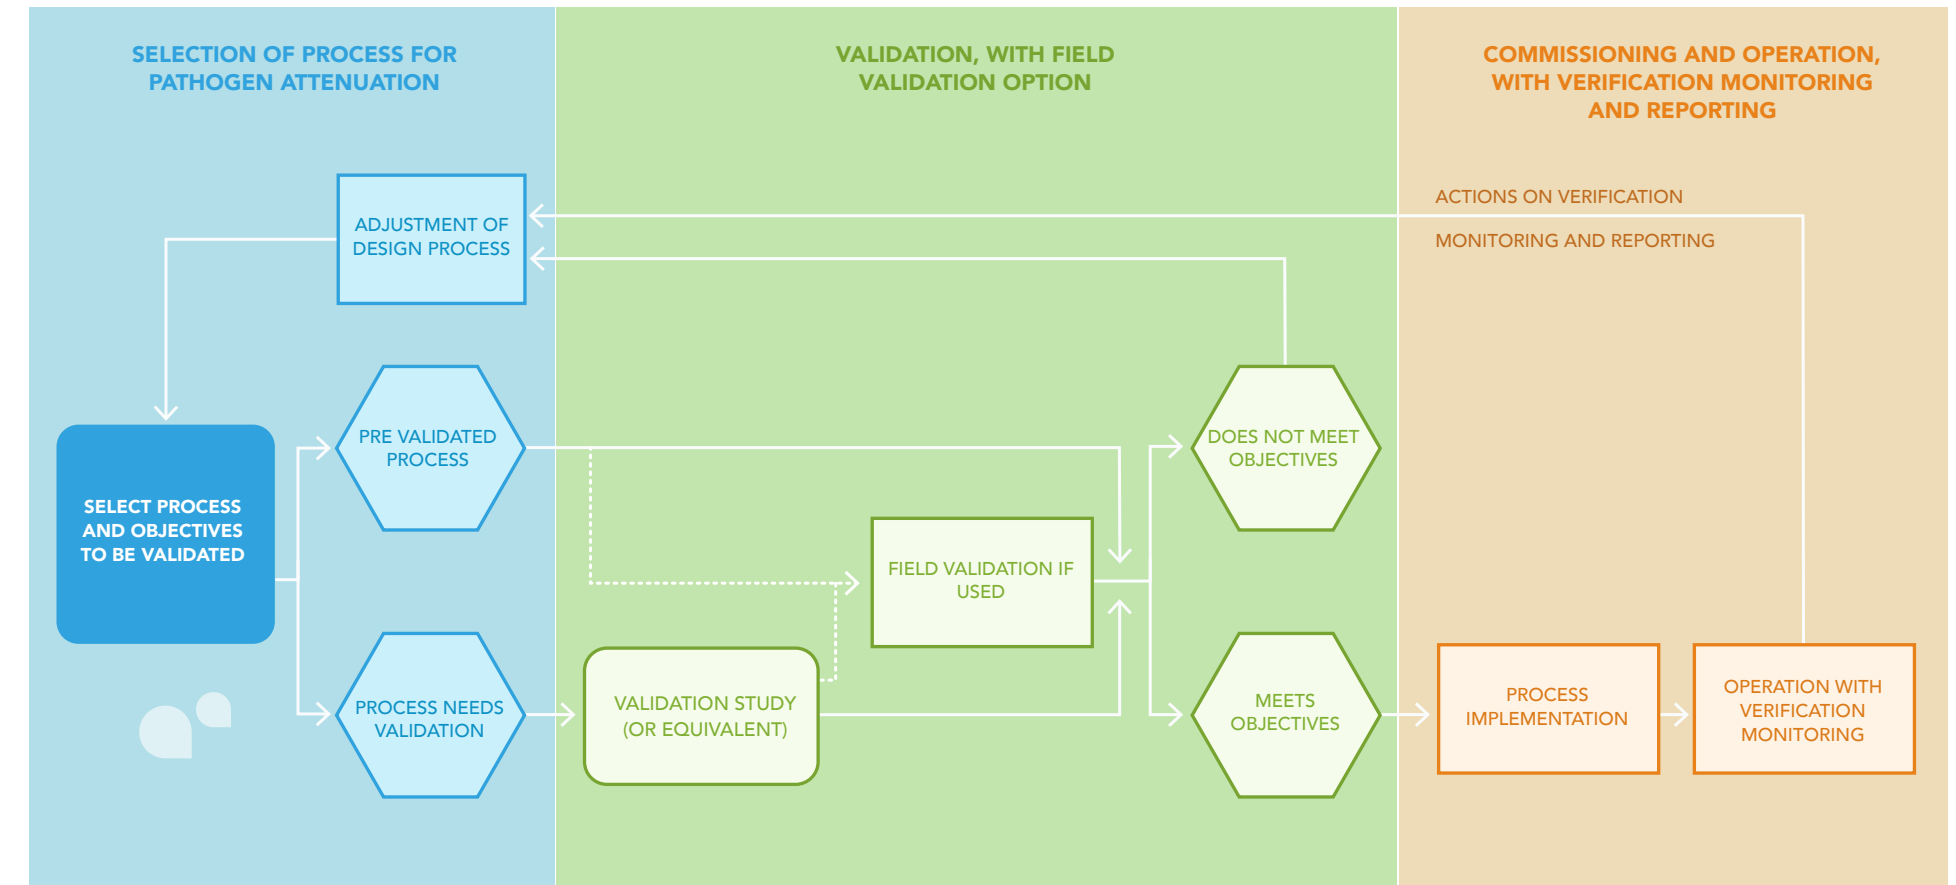 SELECTION OF PROCESS FOR
PATHOGEN ATTENUATION
VALIDATION, WITH FIELD
VALIDATION OPTION
COMMISSIONING AND OPERATION,
WITH VERIFICATION MONITORING
AND REPORTING
ADJUSTMENT OF
DESIGN PROCESS
ACTIONS ON VERIFICATION
MONITORING AND REPORTING
PRE VALIDATED
PROCESS
DOES NOT MEET
OBJECTIVES
SELECT PROCESS
AND OBJECTIVES
TO BE VALIDATED
FIELD VALIDATION IF
USED
PROCESS NEEDS
VALIDATION
VALIDATION STUDY
(OR EQUIVALENT)
MEETS
OBJECTIVES
PROCESS
IMPLEMENTATION
OPERATION WITH
VERIFICATION
MONITORING